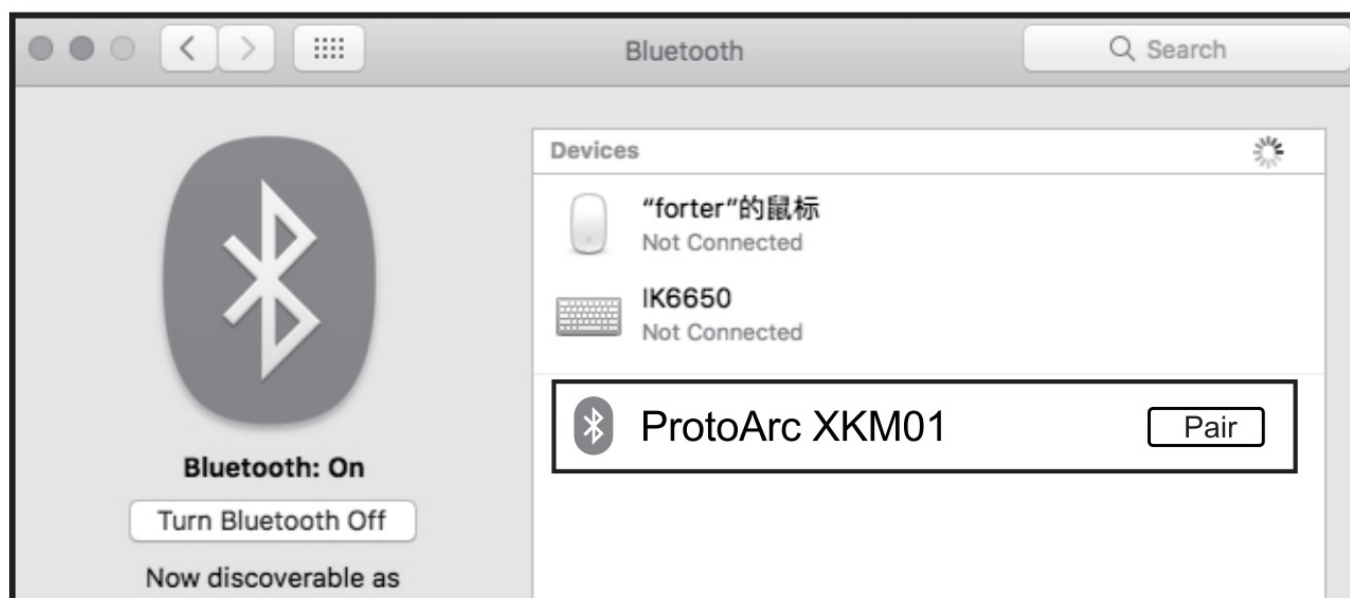 Bluetooth
Search
Devices
“forter”的鼠标
Not Connected
IK6650
Not Connected
ProtoArc XKM01
Pair
Bluetooth: On
Turn Bluetooth Off
Now discoverable as